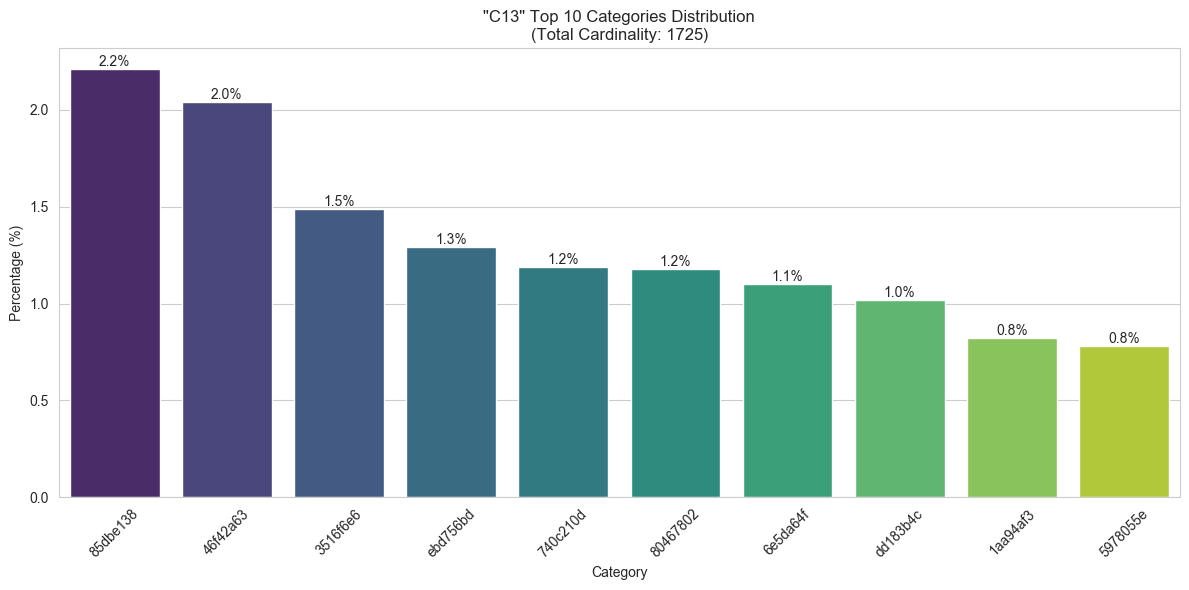 "C13" Top 10 Categories Distribution
(Total Cardinality: 1725)
Percentage (%)
2.0
1.5
1.0
0.5
0.0
2.2%
2.0%
1.5%
1.3%
1.2%
1.2%
1.1%
1.0%
0.8%
0.8%
85dbe138
46f42a63
3516f6e6
ebd756bd
740c210d
80467802
6e5da64f
dd183b4c
1aa94af3
5978055e
Category